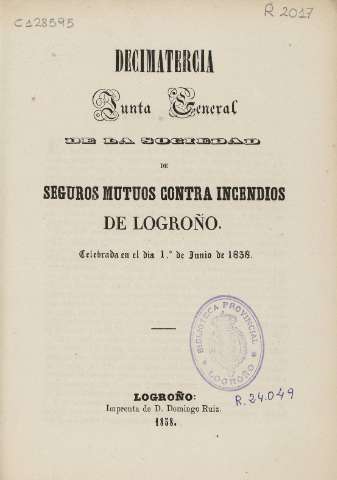 C128595
R 2017
DECIMATERCIA
Junta General
DE LA SOCIEDAD
DE
SEGUROS MUTUOS CONTRA INCENDIOS
DE LOGROÑO.
Celebrada en el dia 1.º de Junio de 1858.
BIBLIOTECA PROVINCIAL
LOGROÑO
R. 24.049
LOGROÑO:
Imprenta de D. Domingo Ruiz.
1858.